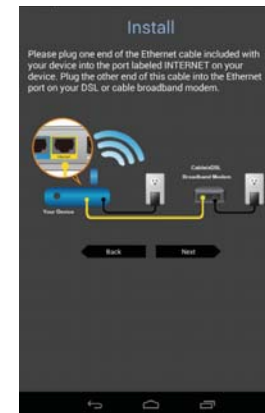 Install
Please plug one end of the Ethernet cable included with
your device into the port labeled INTERNET on your
device. Plug the other end of this cable into the Ethernet
port on your DSL or cable broadband modem.
Internet
Cable/DSL
Broadband Modem
Your Device
Back
Next